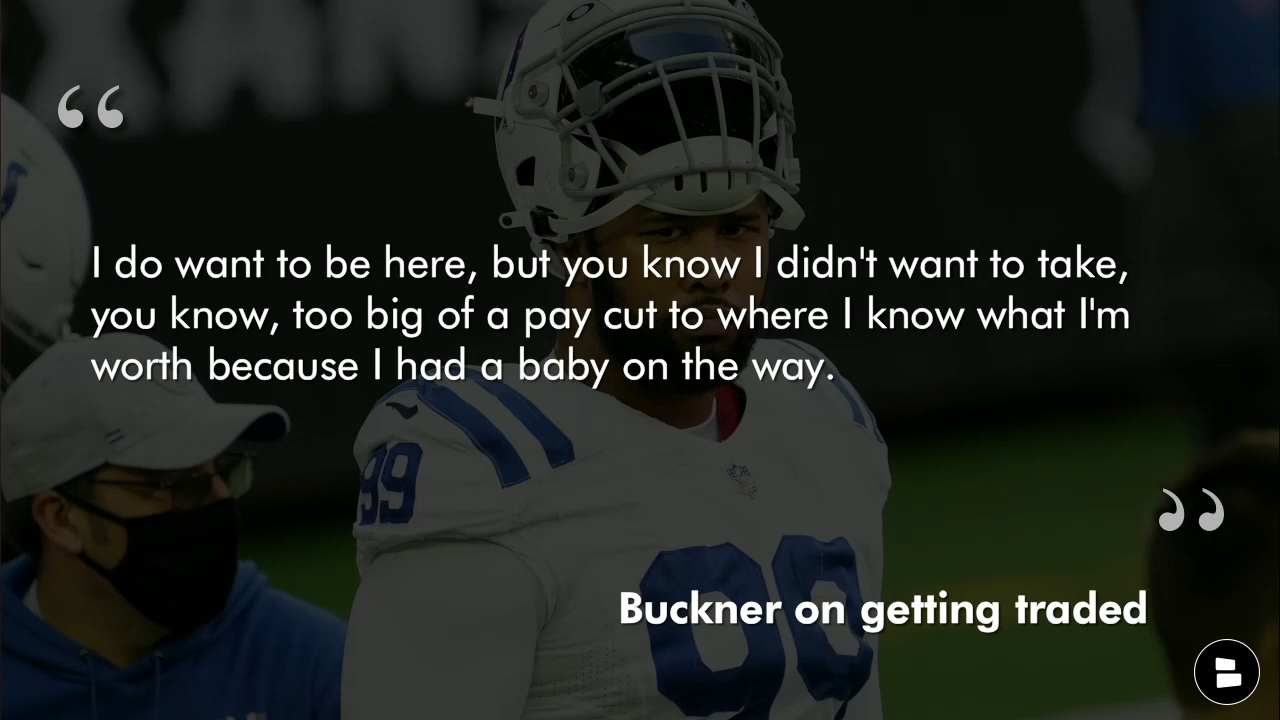 “
I do want to be here, but you know I didn't want to take,
you know, too big of a pay cut to where I know what I'm
worth because I had a baby on the way.
”
99
99
Buckner on getting traded